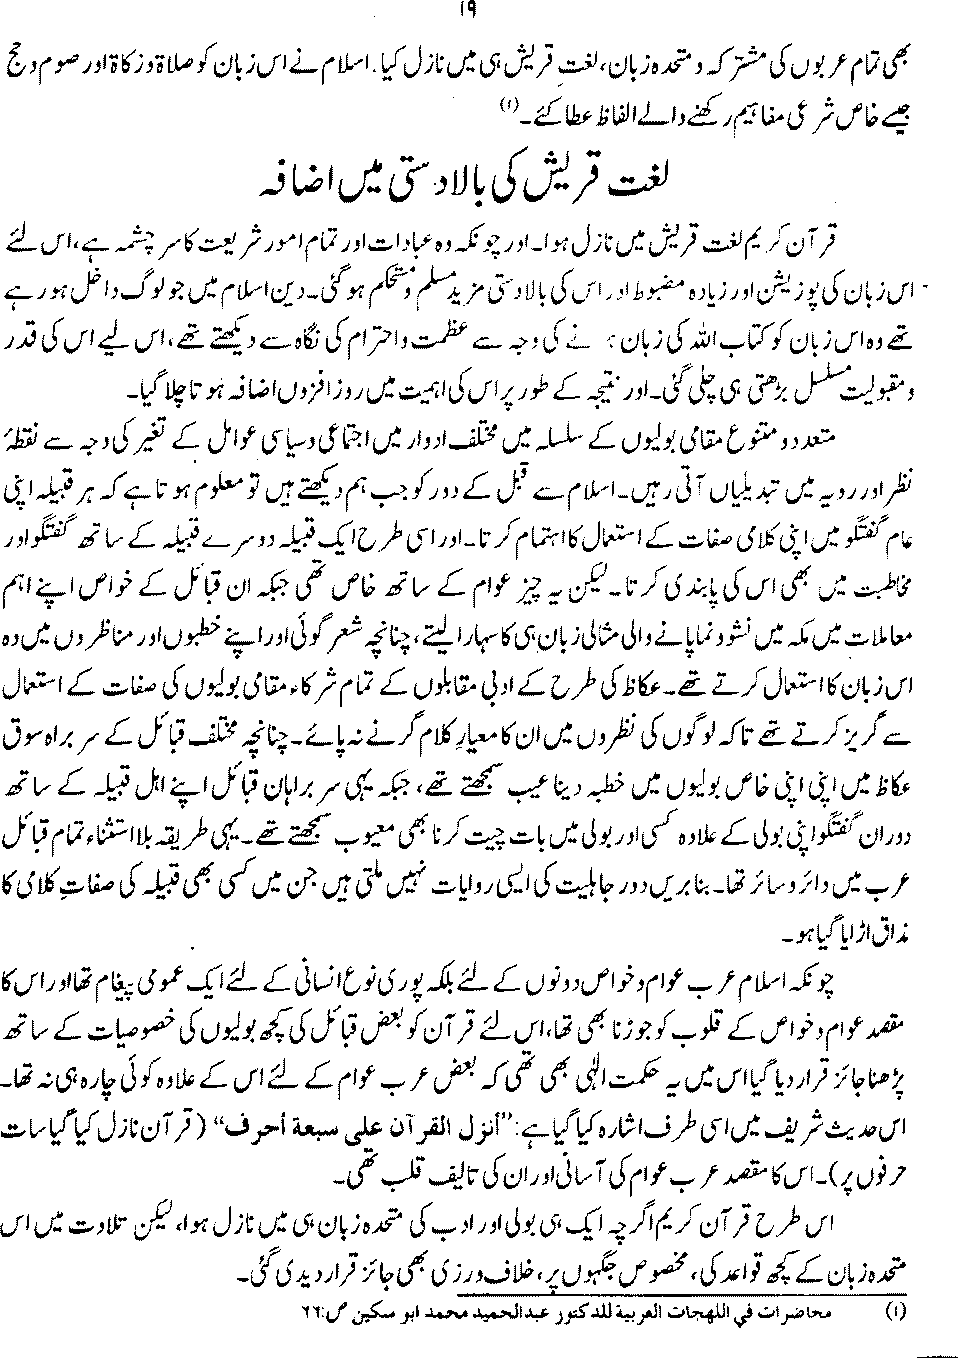 ۱۹
بھی تمام عربوں کی مشترکہ و متحدہ زبان، لغت قریش ہی میں نازل کیا۔ اسلام نے اس زبان کو صلاۃ و زکاۃ اور صوم و حج
جیسے خاص شرعی مفاہیم رکھنے والے الفاظ عطا کئے۔(۱)
لغت قریش کی بالادستی میں اضافہ
قرآن کریم لغت قریش میں نازل ہوا۔ اور چونکہ وہ عبادات اور تمام امور شریعت کا سرچشمہ ہے، اس لئے
اس زبان کی پوزیشن اور زیادہ مضبوط اور اس کی بالادستی مزید مسلم و مستحکم ہوگئی۔ دین اسلام میں جو لوگ داخل ہو رہے
تھے وہ اس زبان کو کتاب اللہ کی زبان نے کی وجہ سے عظمت و احترام کی نگاہ سے دیکھتے تھے، اس لیے اس کی قدر
و مقبولیت مسلسل بڑھتی ہی چلی گئی۔ اور نتیجہ کے طور پر اس کی اہمیت میں روز افزوں اضافہ ہوتا چلا گیا۔
متعدد و متنوع مقامی بولیوں کے سلسلہ میں مختلف ادوار میں اجتماعی و سیاسی عوامل کے تغیر کی وجہ سے نقطۂ
نظر اور رویہ میں تبدیلیاں آتی رہیں۔ اسلام سے قبل کے دور کو جب ہم دیکھتے ہیں تو معلوم ہوتا ہے کہ ہر قبیلہ اپنی
عام گفتگو میں اپنی کلامی صفات کے استعمال کا اہتمام کرتا۔ اور اسی طرح ایک قبیلہ دوسرے قبیلہ کے ساتھ گفتگو اور
مخاطبت میں بھی اس کی پابندی کرتا۔ لیکن یہ چیز عوام کے ساتھ خاص تھی جبکہ ان قبائل کے خواص اپنے اہم
معاملات میں مکہ میں نشو و نما پانے والی مثالی زبان ہی کا سہارا لیتے، چنانچہ شعر گوئی اور اپنے خطبوں اور مناظروں میں وہ
اس زبان کا استعمال کرتے تھے۔ عکاظ کی طرح کے ادبی مقابلوں کے تمام شرکاء مقامی بولیوں کی صفات کے استعمال
سے گریز کرتے تھے تاکہ لوگوں کی نظروں میں ان کا معیار کلام گرنے نہ پائے۔ چنانچہ مختلف قبائل کے سربراہ سوق
عکاظ میں اپنی اپنی خاص بولیوں میں خطبہ دینا عیب سمجھتے تھے، جبکہ یہی سربراہان قبائل اپنے اہل قبیلہ کے ساتھ
دوران گفتگو اپنی بولی کے علاوہ کسی اور بولی میں بات چیت کرنا بھی معیوب سمجھتے تھے۔ یہی طریقہ بلا استثناء تمام قبائل
عرب میں دائر و سائر تھا۔ بنا بریں دور جاہلیت کی ایسی روایات نہیں ملتی ہیں جن میں کسی بھی قبیلہ کی صفاتِ کلامی کا
مذاق اڑایا گیا ہو۔
چونکہ اسلام عرب عوام و خواص دونوں کے لئے بلکہ پوری نوع انسانی کے لئے ایک عمومی پیغام تھا اور اس کا
مقصد عوام و خواص کے قلوب کو جوڑنا بھی تھا، اس لئے قرآن کو بعض قبائل کی کچھ بولیوں کی خصوصیات کے ساتھ
پڑھنا جائز قرار دیا گیا اس میں یہ حکمت الٰہی بھی تھی کہ بعض عرب عوام کے لئے اس کے علاوہ کوئی چارہ ہی نہ تھا۔
اس حدیث شریف میں اسی طرف اشارہ کیا گیا ہے: "أنزل القرآن على سبعة أحرف" (قرآن نازل کیا گیا سات
حرفوں پر)۔ اس کا مقصد عرب عوام کی آسانی اور ان کی تالیف قلب تھی۔
اس طرح قرآن کریم اگرچہ ایک ہی بولی اور ادب کی متحدہ زبان ہی میں نازل ہوا، لیکن تلاوت میں اس
متحدہ زبان کے کچھ قواعد کی، مخصوص جگہوں پر، خلاف ورزی بھی جائز قرار دیدی گئی۔
(۱) محاضرات في اللهجات العربية للدكتور عبدالحميد محمد ابو سكين ص:۶۶